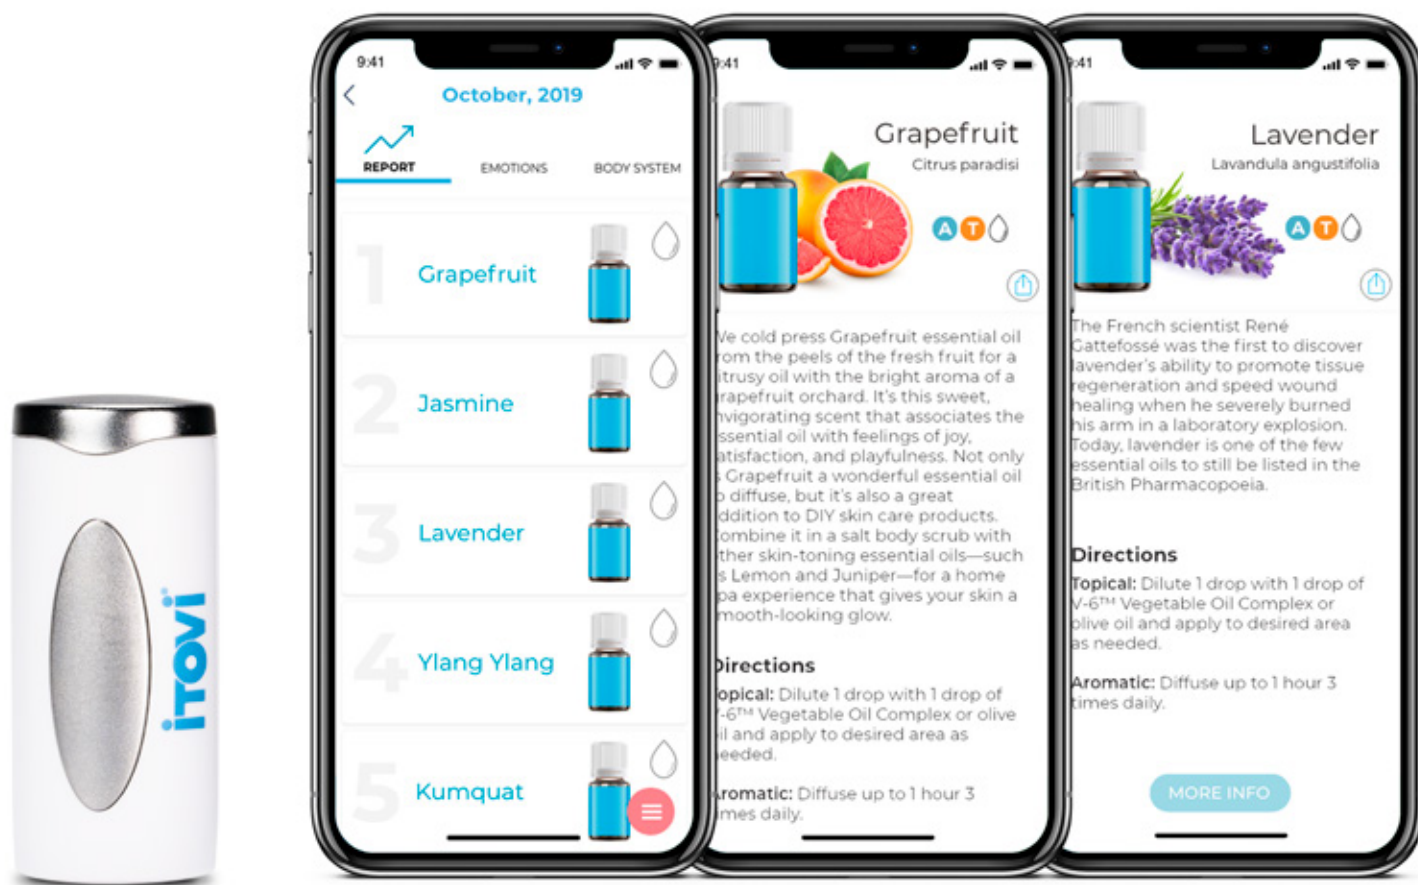 iTOVi®
9:41
October, 2019
REPORT
EMOTIONS
BODY SYSTEM
1
Grapefruit
2
Jasmine
3
Lavender
4
Ylang Ylang
5
Kumquat
:41
Grapefruit
Citrus paradisi
A T
We cold press Grapefruit essential oil
rom the peels of the fresh fruit for a
itrusy oil with the bright aroma of a
rapefruit orchard. It's this sweet,
nvigorating scent that associates the
ssential oil with feelings of joy,
atisfaction, and playfulness. Not only
s Grapefruit a wonderful essential oil
o diffuse, but it's also a great
ddition to DIY skin care products.
Combine it in a salt body scrub with
ther skin-toning essential oils—such
s Lemon and Juniper—for a home
pa experience that gives your skin a
mooth-looking glow.
Directions
opical: Dilute 1 drop with 1 drop of
V-6™ Vegetable Oil Complex or olive
il and apply to desired area as
eeded.
Aromatic: Diffuse up to 1 hour 3
imes daily.
:41
Lavender
Lavandula angustifolia
A T
The French scientist René
Gattefossé was the first to discover
lavender's ability to promote tissue
regeneration and speed wound
healing when he severely burned
his arm in a laboratory explosion.
Today, lavender is one of the few
essential oils to still be listed in the
British Pharmacopoeia.
Directions
Topical: Dilute 1 drop with 1 drop of
V-6™ Vegetable Oil Complex or
olive oil and apply to desired area
as needed.
Aromatic: Diffuse up to 1 hour 3
times daily.
MORE INFO